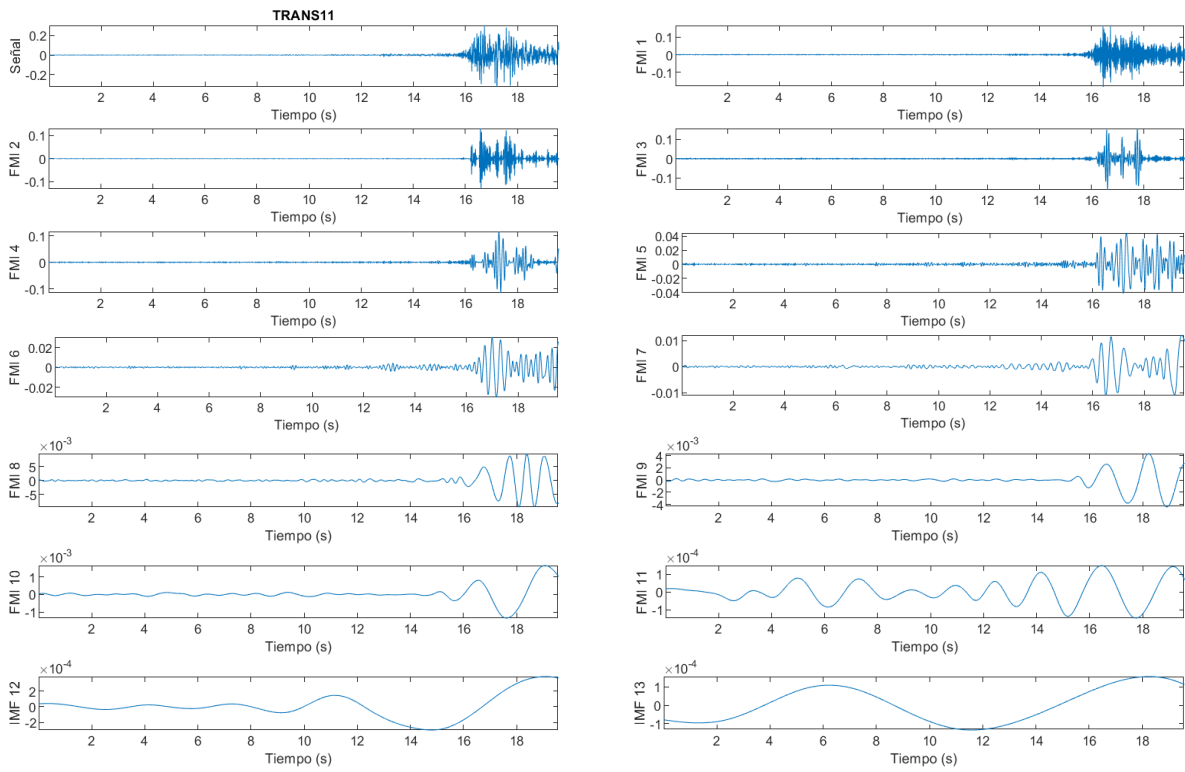 TRANS11
Señal
0.2
0
-0.2
2 4 6 8 10 12 14 16 18
Tiempo (s)
FMI 1
0.1
0
-0.1
2 4 6 8 10 12 14 16 18
Tiempo (s)
FMI 2
0.1
0
-0.1
2 4 6 8 10 12 14 16 18
Tiempo (s)
FMI 3
0.1
0
-0.1
2 4 6 8 10 12 14 16 18
Tiempo (s)
FMI 4
0.1
0
-0.1
2 4 6 8 10 12 14 16 18
Tiempo (s)
FMI 5
0.04
0.02
0
-0.02
-0.04
2 4 6 8 10 12 14 16 18
Tiempo (s)
FMI 6
0.02
0
-0.02
2 4 6 8 10 12 14 16 18
Tiempo (s)
FMI 7
0.01
0
-0.01
2 4 6 8 10 12 14 16 18
Tiempo (s)
×10⁻³
FMI 8
5
0
-5
2 4 6 8 10 12 14 16 18
Tiempo (s)
×10⁻³
FMI 9
4
2
0
-2
-4
2 4 6 8 10 12 14 16 18
Tiempo (s)
×10⁻³
FMI 10
1
0
-1
2 4 6 8 10 12 14 16 18
Tiempo (s)
×10⁻⁴
FMI 11
1
0
-1
2 4 6 8 10 12 14 16 18
Tiempo (s)
×10⁻⁴
IMF 12
2
0
-2
2 4 6 8 10 12 14 16 18
Tiempo (s)
×10⁻⁴
IMF 13
1
0
-1
2 4 6 8 10 12 14 16 18
Tiempo (s)